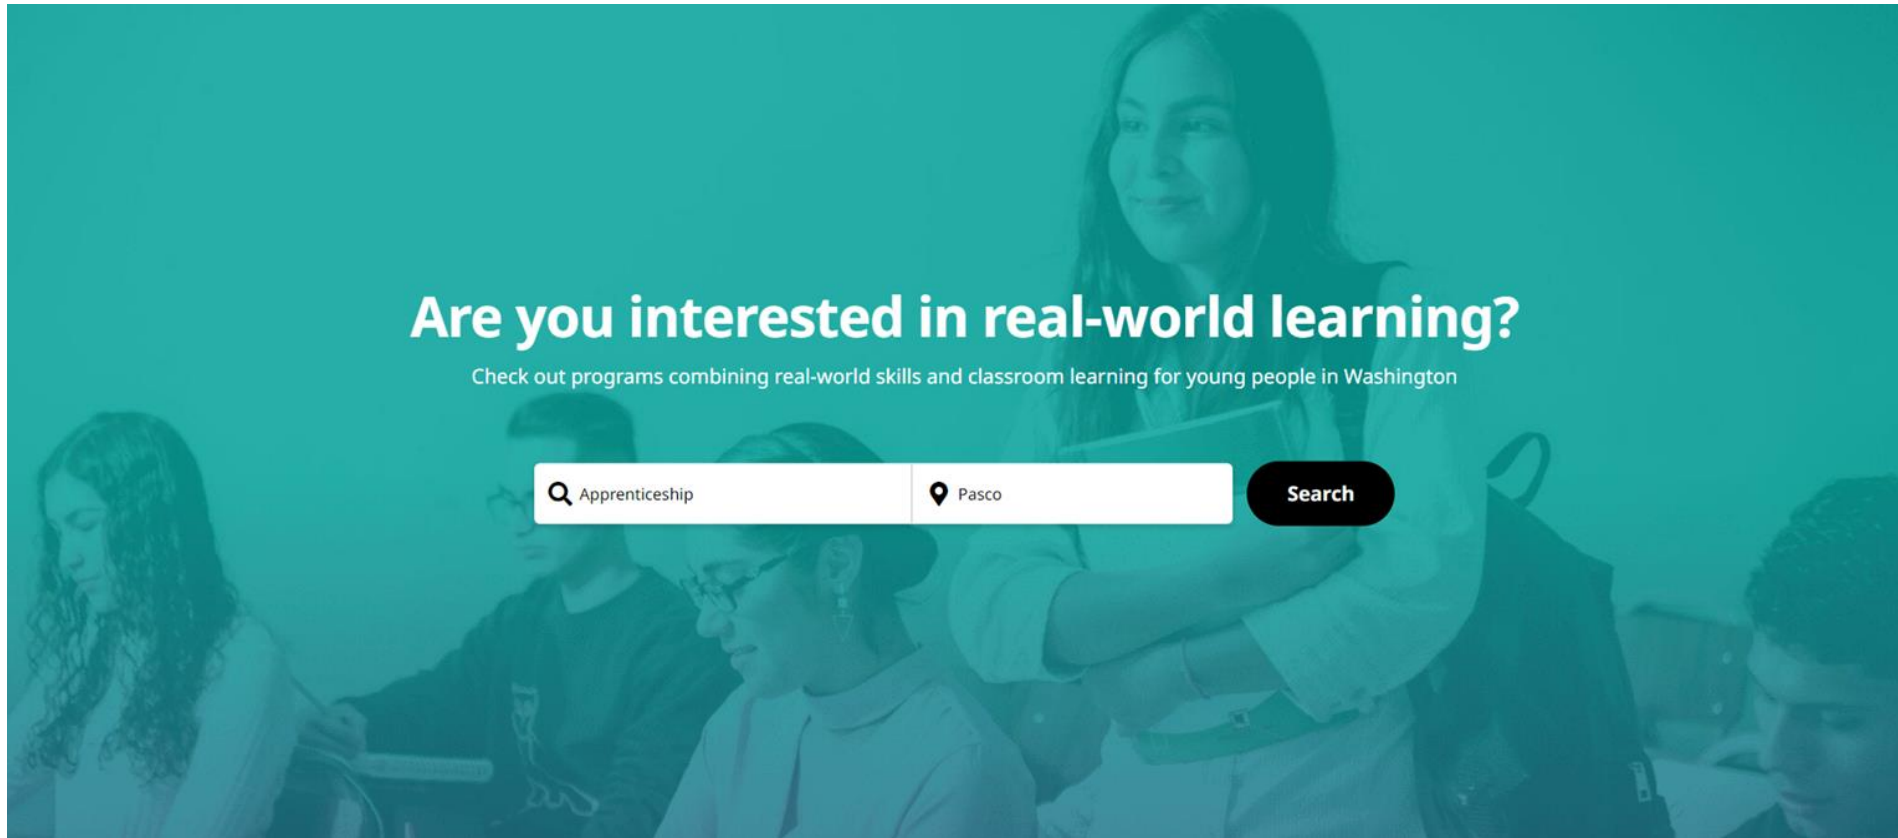 Are you interested in real-world learning?
Check out programs combining real-world skills and classroom learning for young people in Washington
Apprenticeship
Pasco
Search